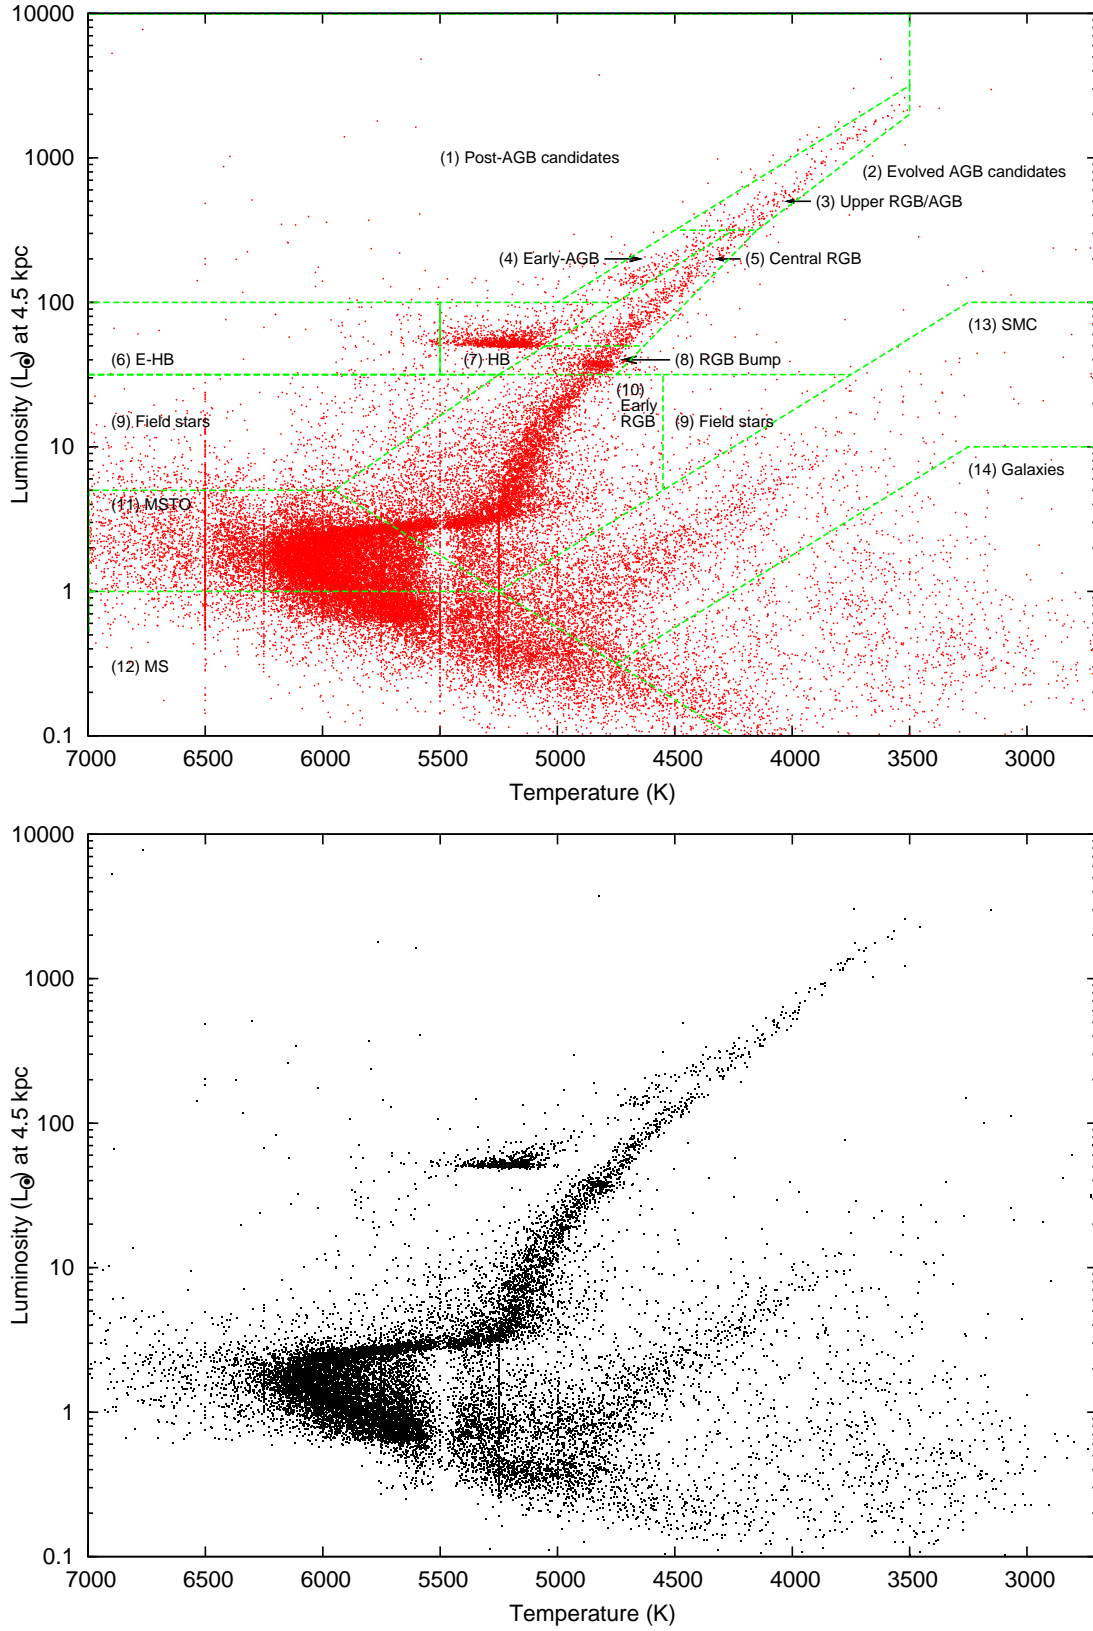 10000
1000
100
10
1
0.1
Luminosity (L⊙) at 4.5 kpc
(1) Post-AGB candidates
(2) Evolved AGB candidates
(3) Upper RGB/AGB
(4) Early-AGB
(5) Central RGB
(13) SMC
(6) E-HB
(7) HB
(8) RGB Bump
(10)
Early
RGB
(9) Field stars
(9) Field stars
(14) Galaxies
(11) MSTO
(12) MS
7000 6500 6000 5500 5000 4500 4000 3500 3000
Temperature (K)
10000
1000
100
10
1
0.1
Luminosity (L⊙) at 4.5 kpc
7000 6500 6000 5500 5000 4500 4000 3500 3000
Temperature (K)